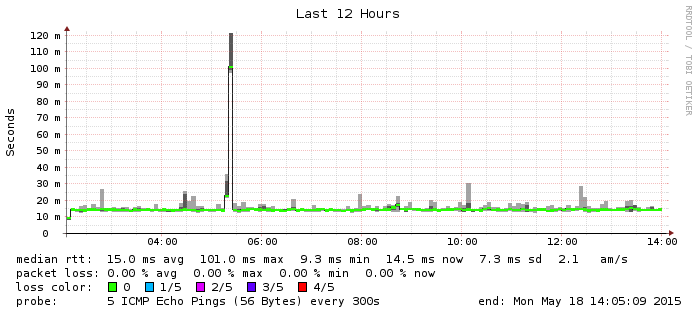 Last 12 Hours
RRDTOOL / TOBI OETIKER
Seconds
120 m
110 m
100 m
90 m
80 m
70 m
60 m
50 m
40 m
30 m
20 m
10 m
0
04:00 06:00 08:00 10:00 12:00 14:00
median rtt: 15.0 ms avg 101.0 ms max 9.3 ms min 14.5 ms now 7.3 ms sd 2.1 am/s
packet loss: 0.00 % avg 0.00 % max 0.00 % min 0.00 % now
loss color: 0 1/5 2/5 3/5 4/5
probe: 5 ICMP Echo Pings (56 Bytes) every 300s end: Mon May 18 14:05:09 2015